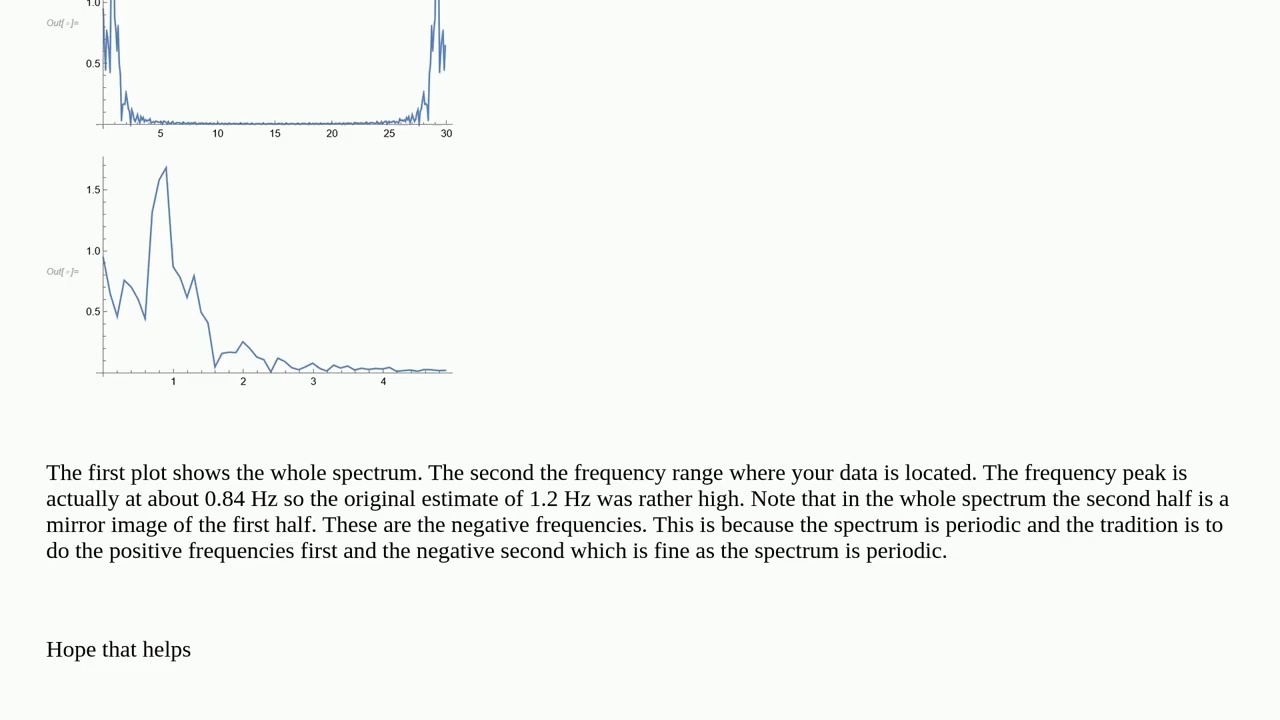 1.0
Out[ ]=
0.5
5 10 15 20 25 30
1.5
1.0
Out[ ]=
0.5
1 2 3 4
The first plot shows the whole spectrum. The second the frequency range where your data is located. The frequency peak is
actually at about 0.84 Hz so the original estimate of 1.2 Hz was rather high. Note that in the whole spectrum the second half is a
mirror image of the first half. These are the negative frequencies. This is because the spectrum is periodic and the tradition is to
do the positive frequencies first and the negative second which is fine as the spectrum is periodic.
Hope that helps